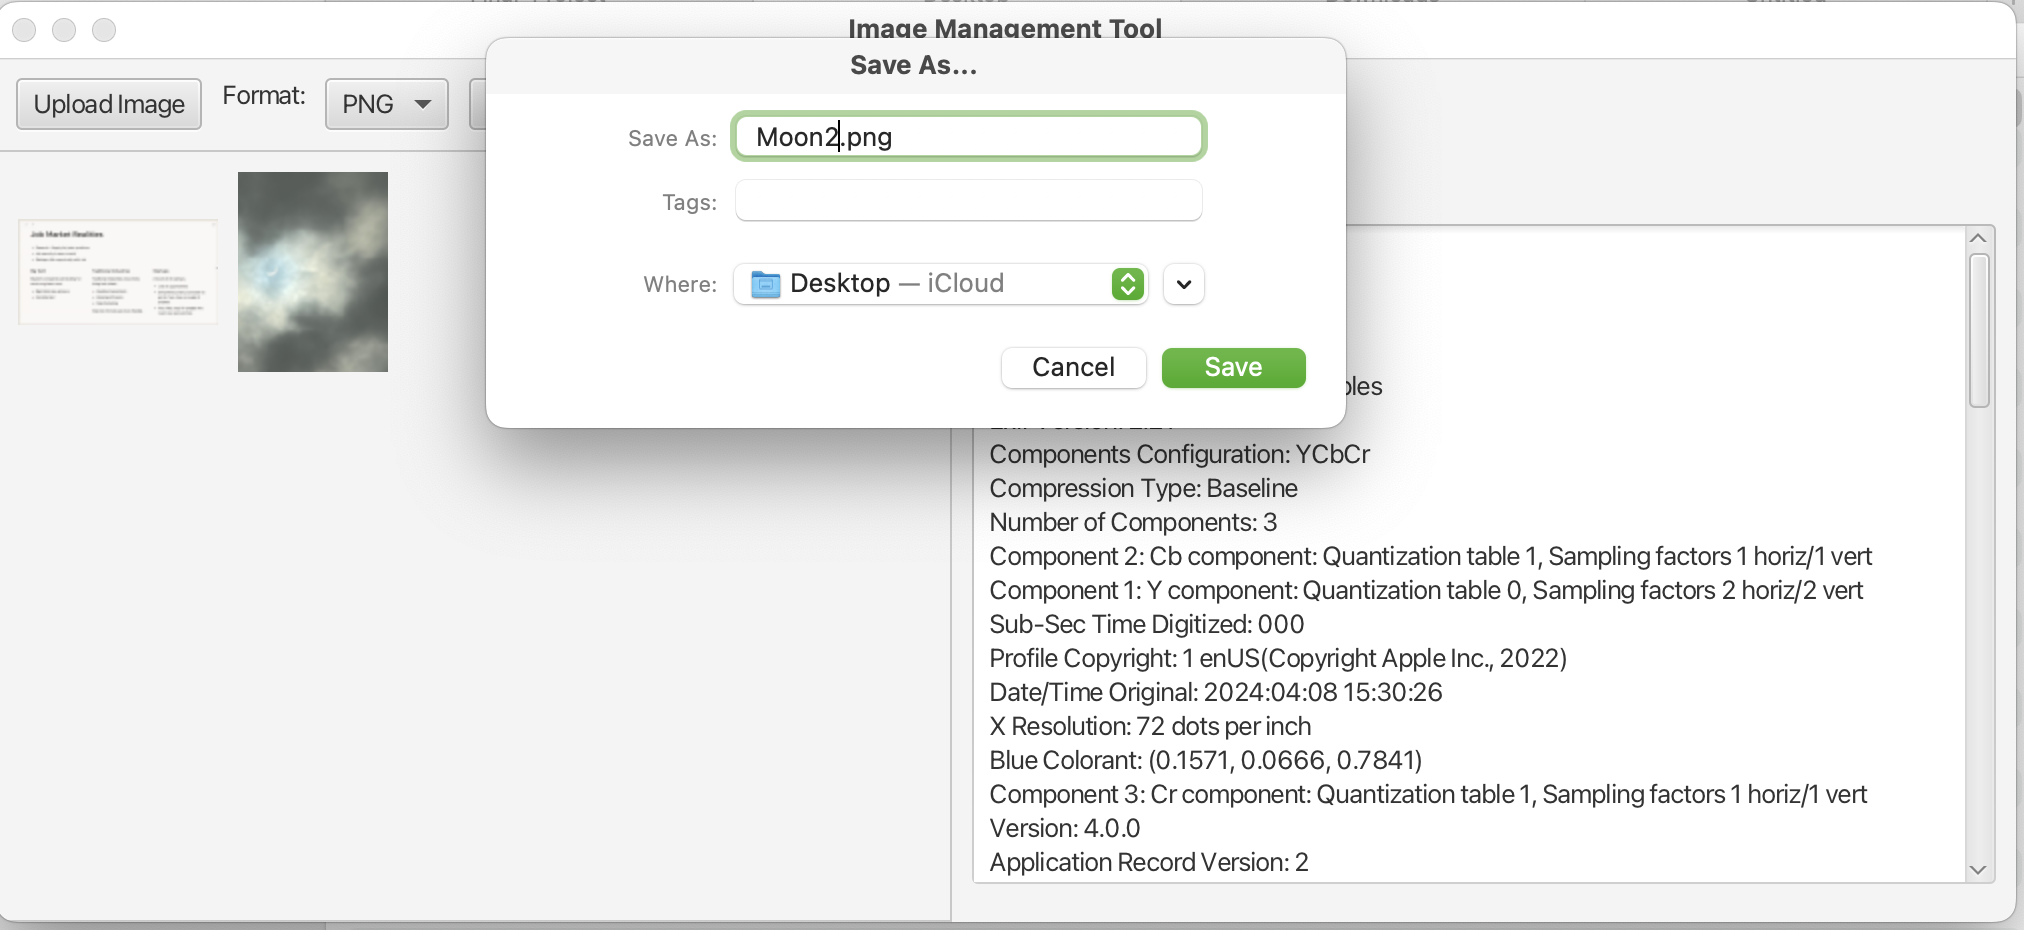 Image Management Tool
Save As...
Upload Image
Format:
PNG
Save As:
Moon2.png
Tags:
Where:
Desktop — iCloud
Cancel
Save
Job Market Realities
Components Configuration: YCbCr
Compression Type: Baseline
Number of Components: 3
Component 2: Cb component: Quantization table 1, Sampling factors 1 horiz/1 vert
Component 1: Y component: Quantization table 0, Sampling factors 2 horiz/2 vert
Sub-Sec Time Digitized: 000
Profile Copyright: 1 enUS(Copyright Apple Inc., 2022)
Date/Time Original: 2024:04:08 15:30:26
X Resolution: 72 dots per inch
Blue Colorant: (0.1571, 0.0666, 0.7841)
Component 3: Cr component: Quantization table 1, Sampling factors 1 horiz/1 vert
Version: 4.0.0
Application Record Version: 2